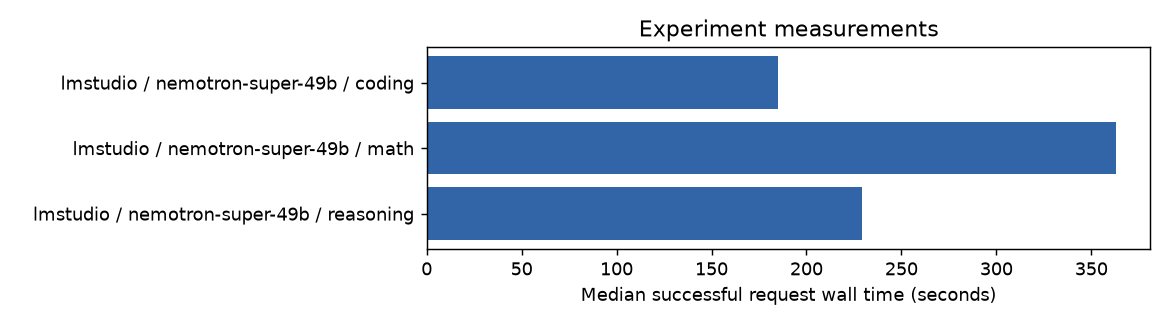 Experiment measurements
lmstudio / nemotron-super-49b / coding
lmstudio / nemotron-super-49b / math
lmstudio / nemotron-super-49b / reasoning
0 50 100 150 200 250 300 350
Median successful request wall time (seconds)